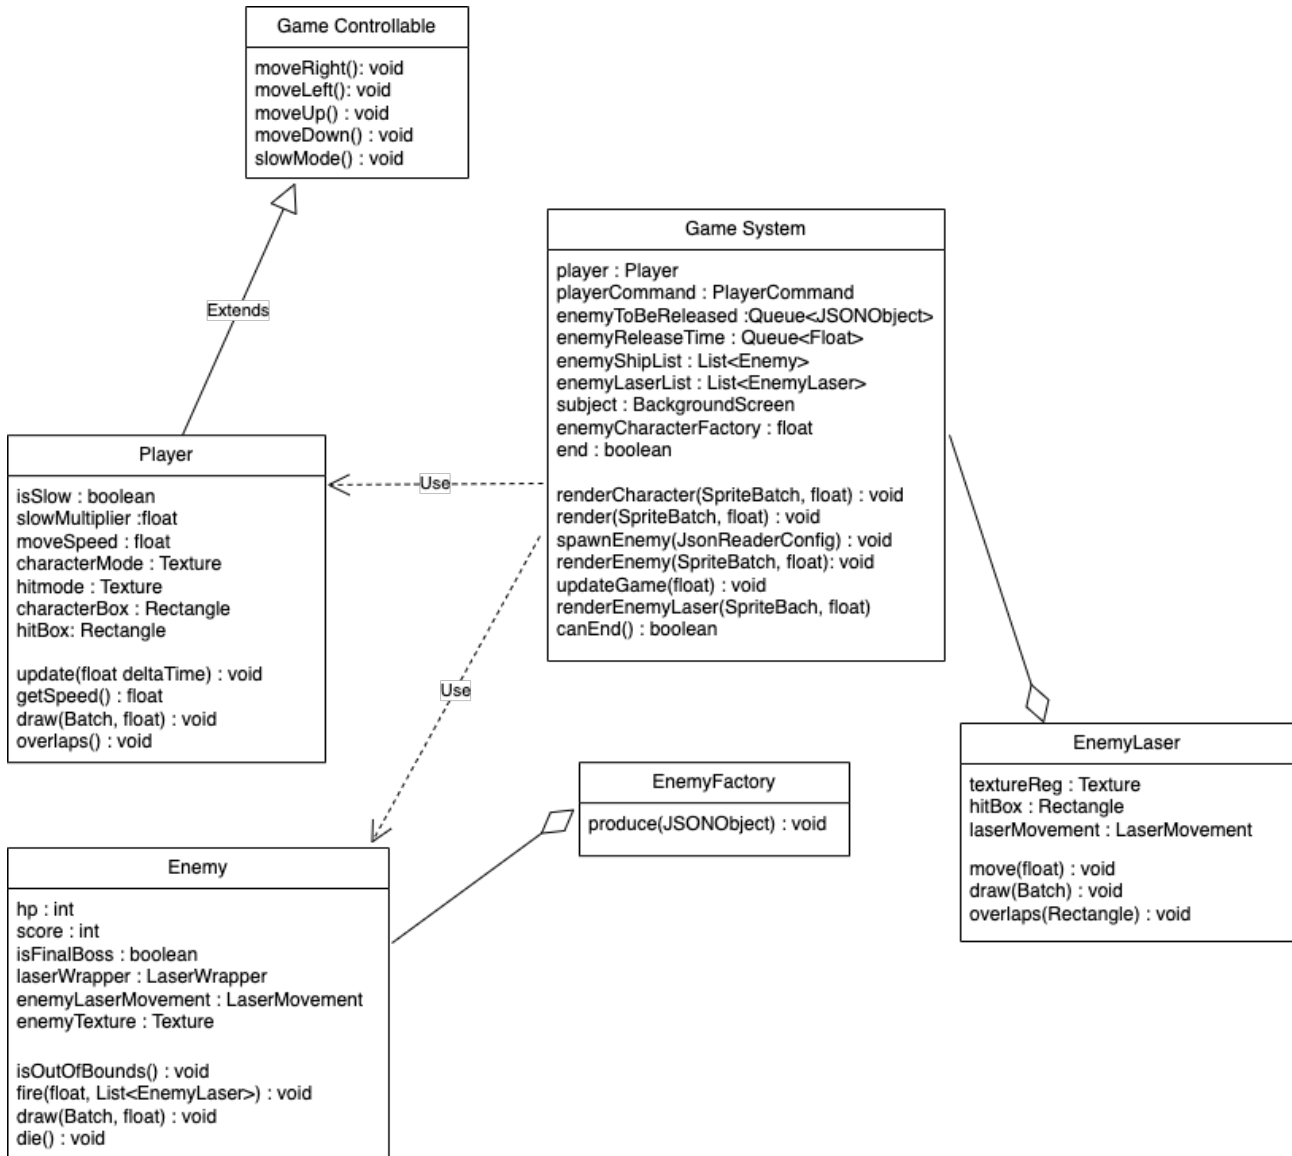 Game Controllable
moveRight(): void
moveLeft(): void
moveUp() : void
moveDown() : void
slowMode() : void
Extends
Game System
player : Player
playerCommand : PlayerCommand
enemyToBeReleased :Queue<JSONObject>
enemyReleaseTime : Queue<Float>
enemyShipList : List<Enemy>
enemyLaserList : List<EnemyLaser>
subject : BackgroundScreen
enemyCharacterFactory : float
end : boolean
renderCharacter(SpriteBatch, float) : void
render(SpriteBatch, float) : void
spawnEnemy(JsonReaderConfig) : void
renderEnemy(SpriteBatch, float): void
updateGame(float) : void
renderEnemyLaser(SpriteBach, float)
canEnd() : boolean
Player
isSlow : boolean
slowMultiplier :float
moveSpeed : float
characterMode : Texture
hitmode : Texture
characterBox : Rectangle
hitBox: Rectangle
update(float deltaTime) : void
getSpeed() : float
draw(Batch, float) : void
overlaps() : void
Use
Use
EnemyLaser
textureReg : Texture
hitBox : Rectangle
laserMovement : LaserMovement
move(float) : void
draw(Batch) : void
overlaps(Rectangle) : void
EnemyFactory
produce(JSONObject) : void
Enemy
hp : int
score : int
isFinalBoss : boolean
laserWrapper : LaserWrapper
enemyLaserMovement : LaserMovement
enemyTexture : Texture
isOutOfBounds() : void
fire(float, List<EnemyLaser>) : void
draw(Batch, float) : void
die() : void